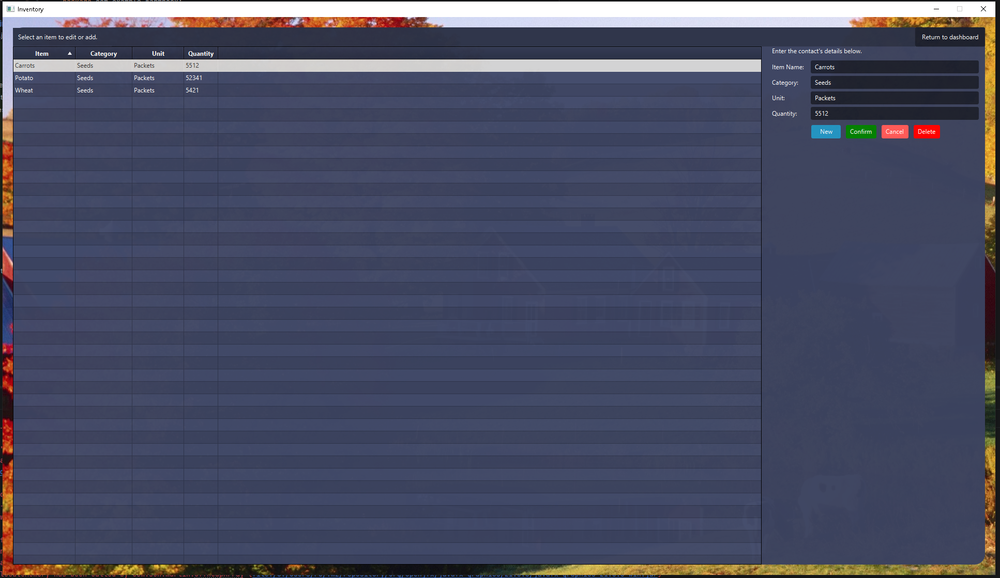 Inventory
Select an item to edit or add.
Return to dashboard
Item Category Unit Quantity
Carrots Seeds Packets 5512
Potato Seeds Packets 52341
Wheat Seeds Packets 5421
Enter the contact's details below.
Item Name: Carrots
Category: Seeds
Unit: Packets
Quantity: 5512
New Confirm Cancel Delete